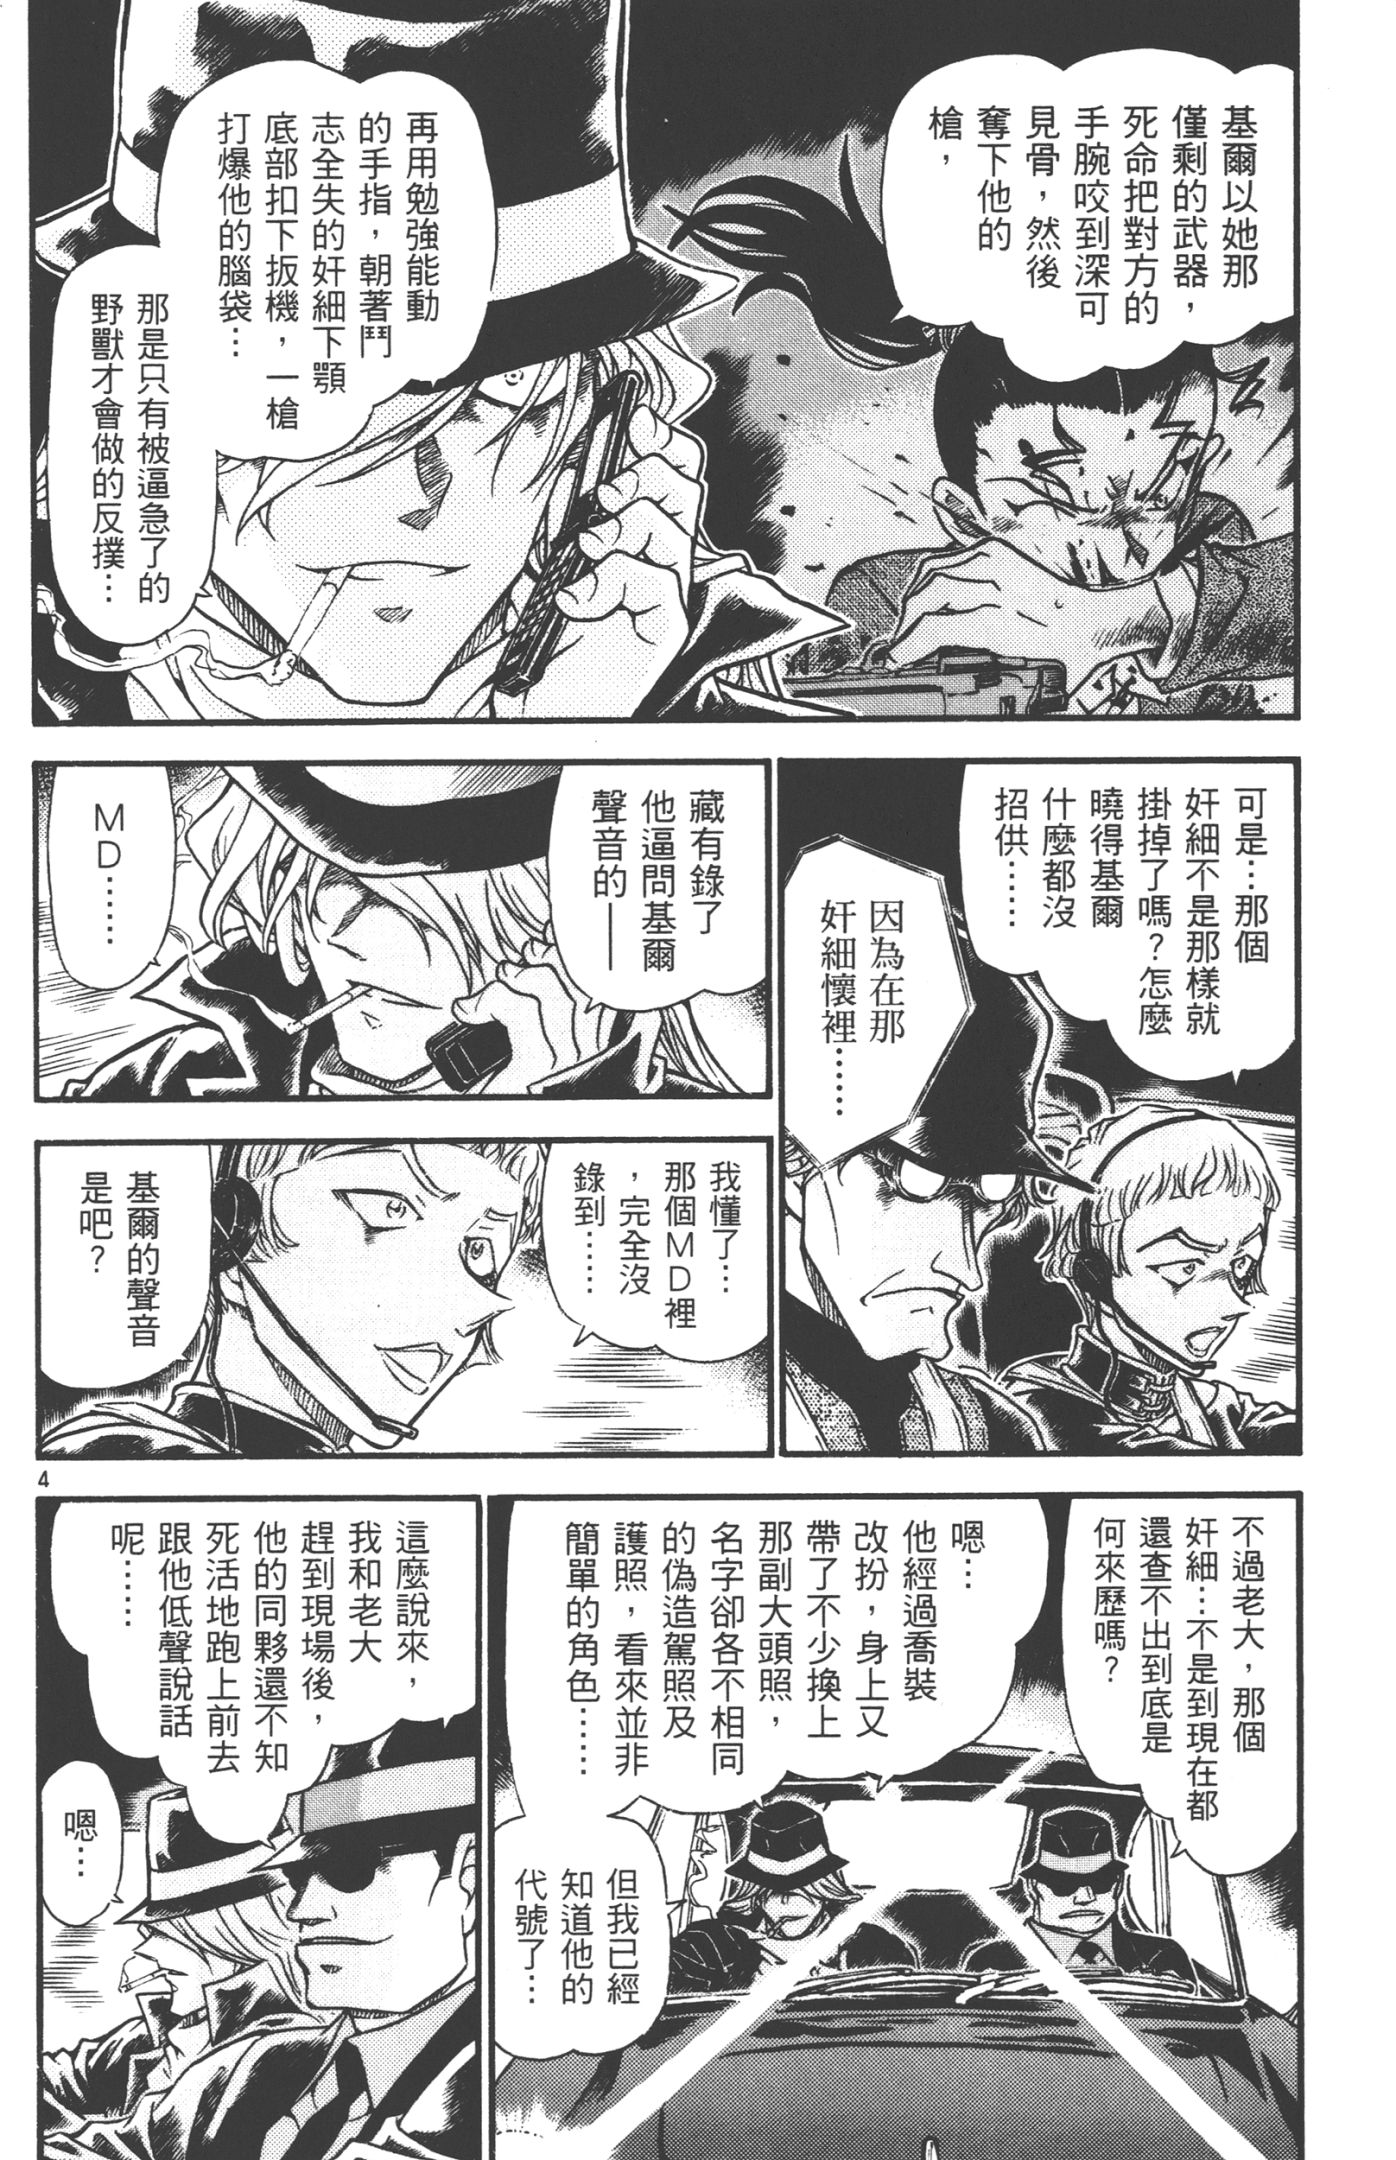 基爾以她那
僅剩的武器，
死命把對方的
手腕咬到深可
見骨，然後
奪下他的
槍，
再用勉強能動
的手指，朝著鬥
志全失的奸細下顎
底部扣下扳機，一槍
打爆他的腦袋…
那是只有被逼急了的
野獸才會做的反撲…
可是…那個
奸細不是那樣就
掛掉了嗎？怎麼
曉得基爾
什麼都沒
招供……
因為在那
奸細懷裡……
藏有錄了
他逼問基爾
聲音的——
ＭＤ……
我懂了…
那個ＭＤ裡
，完全沒
錄到……
基爾的聲音
是吧？
不過老大，那個
奸細…不是到現在都
還查不出到底是
何來歷嗎？
嗯…
他經過喬裝
改扮，身上又
帶了不少換上
那副大頭照，
名字卻各不相同
的偽造駕照及
護照，看來並非
簡單的角色……
但我已經
知道他的
代號了…
這麼說來，
我和老大
趕到現場後，
他的同夥還不知
死活地跑上前去
跟他低聲說話
呢……
嗯…
4